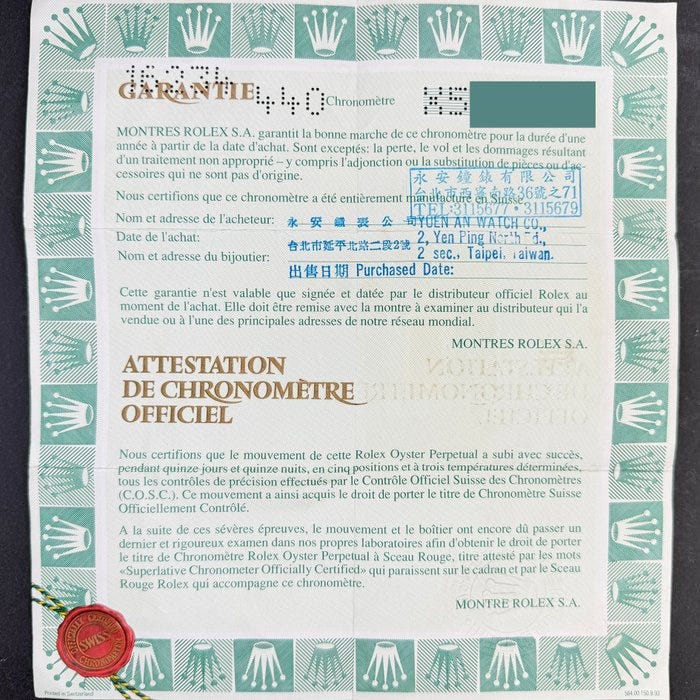 16234
GARANTIE
440 Chronomètre
MONTRES ROLEX S.A. garantit la bonne marche de ce chronomètre pour la durée d'une
année à partir de la date d'achat. Sont exceptés: la perte, le vol et les dommages résultant
d'un traitement non approprié – y compris l'adjonction ou la substitution de pièces ou d'ac-
cessoires qui ne sont pas d'origine.
永安鐘錶有限公司
台北市西寧南路36號之71
TEL:3115677•3115679
Nous certifions que ce chronomètre a été entièrement manufacturé en Suisse
Nom et adresse de l'acheteur:
永安鐘錶公司 YUEN AN WATCH CO.,
Date de l'achat:
台北市延平北路二段2號 2, Yen Ping North Rd.,
Nom et adresse du bijoutier:
2 sec., Taipei, Taiwan.
出售日期 Purchased Date:
Cette garantie n'est valable que signée et datée par le distributeur officiel Rolex au
moment de l'achat. Elle doit être remise avec la montre à examiner au distributeur qui l'a
vendue ou à l'une des principales adresses de notre réseau mondial.
MONTRES ROLEX S.A.
ATTESTATION
DE CHRONOMÈTRE
OFFICIEL
Nous certifions que le mouvement de cette Rolex Oyster Perpetual a subi avec succès,
pendant quinze jours et quinze nuits, en cinq positions et à trois températures déterminées,
tous les contrôles de précision effectués par le Contrôle Officiel Suisse des Chronomètres
(C.O.S.C.). Ce mouvement a ainsi acquis le droit de porter le titre de Chronomètre Suisse
Officiellement Contrôlé.
A la suite de ces sévères épreuves, le mouvement et le boîtier ont encore dû passer un
dernier et rigoureux examen dans nos propres laboratoires afin d'obtenir le droit de porter
le titre de Chronomètre Rolex Oyster Perpetual à Sceau Rouge, titre attesté par les mots
«Superlative Chronometer Officially Certified» qui paraissent sur le cadran et par le Sceau
Rouge Rolex qui accompagne ce chronomètre.
MONTRE ROLEX S.A.
SWISS
Printed in Switzerland
564.00.150.8.93